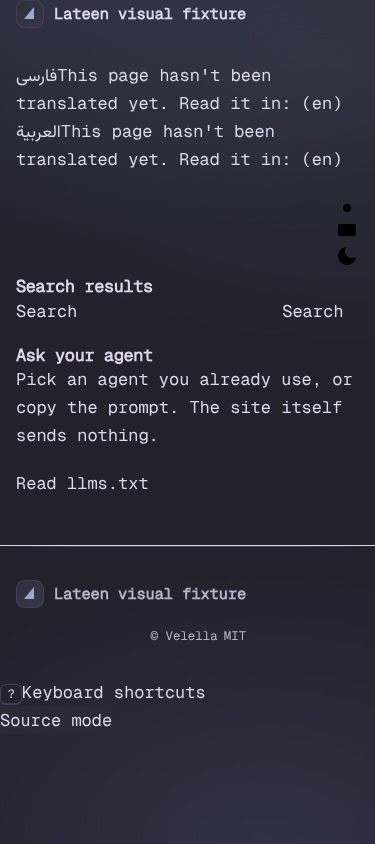 Lateen visual fixture
فارسیThis page hasn't been
translated yet. Read it in: (en)
العربيةThis page hasn't been
translated yet. Read it in: (en)
Search results
Search Search
Ask your agent
Pick an agent you already use, or
copy the prompt. The site itself
sends nothing.
Read llms.txt
Lateen visual fixture
© Velella MIT
?Keyboard shortcuts
Source mode